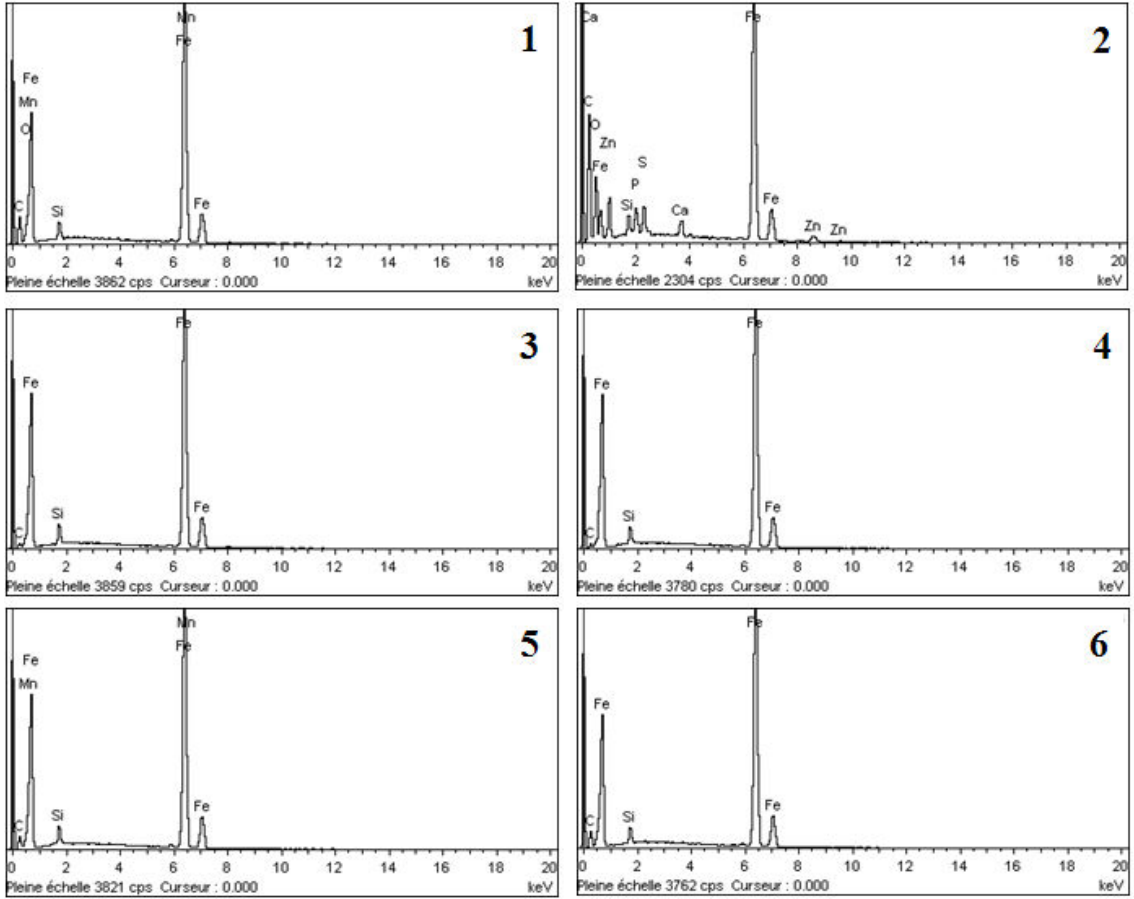 1
Mn
Fe
Fe
Mn
O
C
Si
Fe
0 2 4 6 8 10 12 14 16 18 20
Pleine échelle 3862 cps Curseur : 0.000 keV
2
Ca
Fe
C
O
Zn
Fe
S
P
Si
Ca
Fe
Zn
Zn
0 2 4 6 8 10 12 14 16 18 20
Pleine échelle 2304 cps Curseur : 0.000 keV
3
Fe
Fe
C
Si
Fe
0 2 4 6 8 10 12 14 16 18 20
Pleine échelle 3859 cps Curseur : 0.000 keV
4
Fe
Fe
C
Si
Fe
0 2 4 6 8 10 12 14 16 18 20
Pleine échelle 3780 cps Curseur : 0.000 keV
5
Mn
Fe
Fe
Mn
C
Si
Fe
0 2 4 6 8 10 12 14 16 18 20
Pleine échelle 3821 cps Curseur : 0.000 keV
6
Fe
Fe
C
Si
Fe
0 2 4 6 8 10 12 14 16 18 20
Pleine échelle 3762 cps Curseur : 0.000 keV